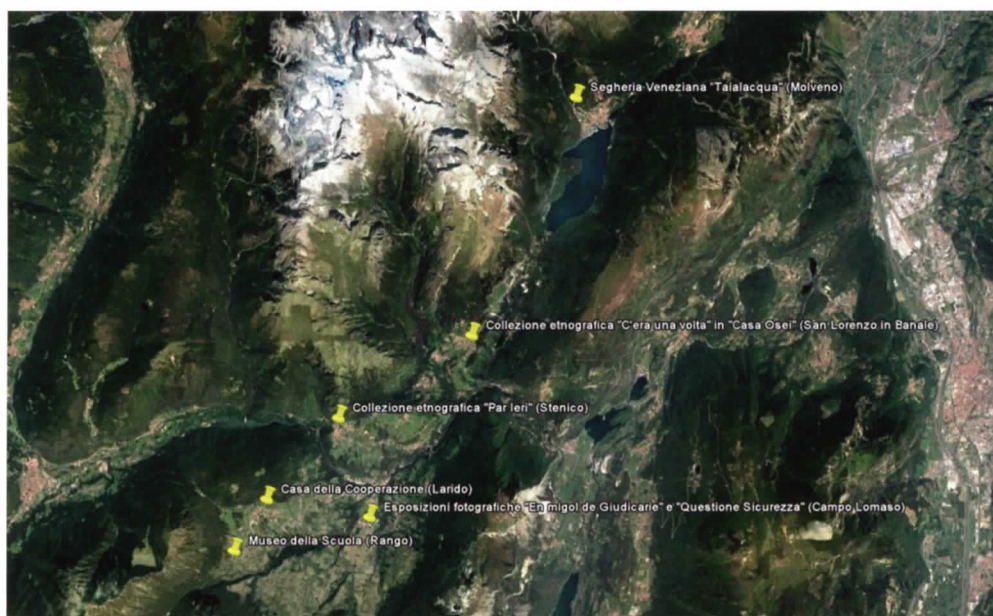 Segheria Veneziana "Taialacqua" (Molveno)
Collezione etnografica "C'era una volta" in "Casa Osei" (San Lorenzo in Banale)
Collezione etnografica "Par Ieri" (Stenico)
Casa della Cooperazione (Larido)
Esposizioni fotografiche "En migol de Giudicarie" e "Questione Sicurezza" (Campo Lomaso)
Museo della Scuola (Rango)